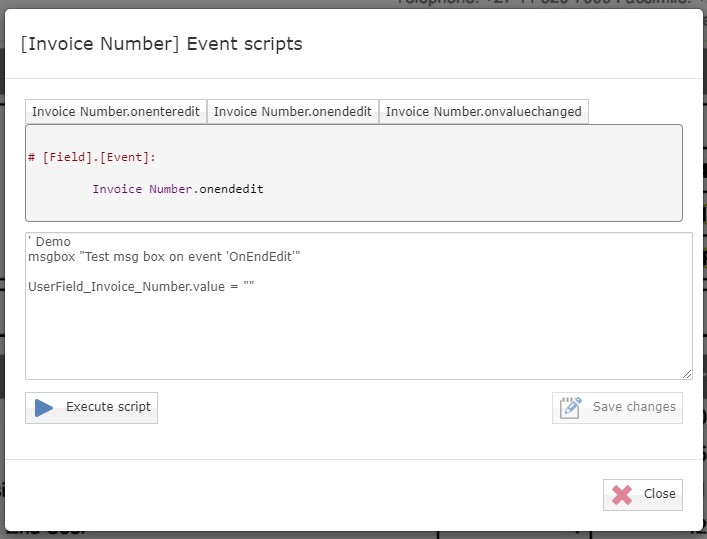 [Invoice Number] Event scripts
Invoice Number.onenteredit Invoice Number.onendedit Invoice Number.onvaluechanged
# [Field].[Event]:
Invoice Number.onendedit
' Demo
msgbox "Test msg box on event 'OnEndEdit'"
UserField_Invoice_Number.value = ""
Execute script
Save changes
Close